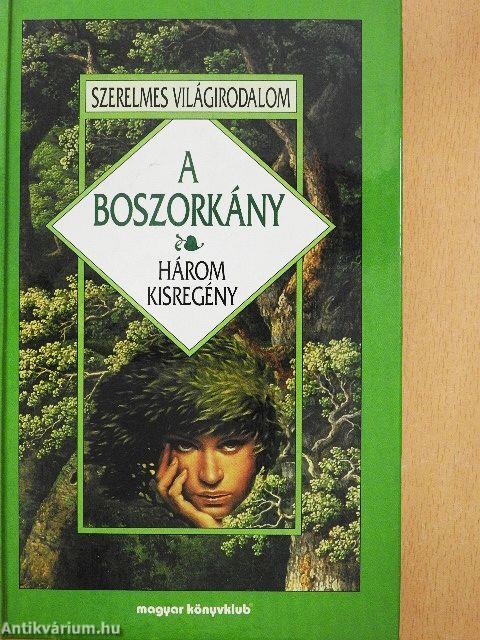 SZERELMES VILÁGIRODALOM
A
BOSZORKÁNY
HÁROM
KISREGÉNY
magyar könyvklub
Antikvárium.hu